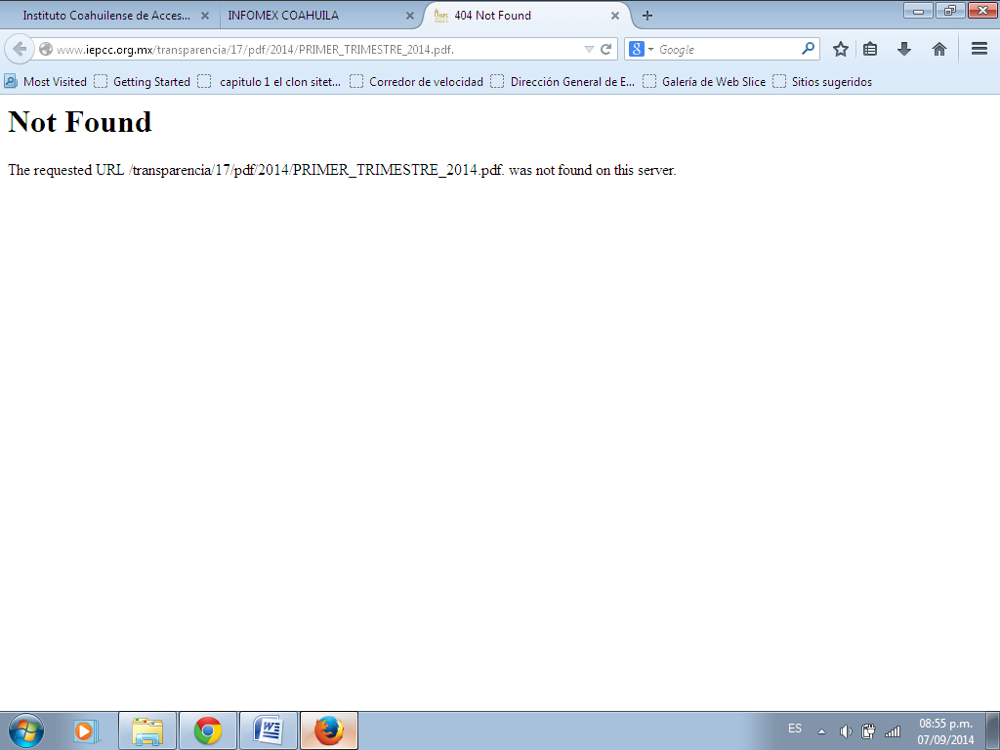 Instituto Coahuilense de Acces... INFOMEX COAHUILA 404 Not Found
www.iepcc.org.mx/transparencia/17/pdf/2014/PRIMER_TRIMESTRE_2014.pdf. Google
Most Visited Getting Started capitulo 1 el clon sitet... Corredor de velocidad Dirección General de E... Galería de Web Slice Sitios sugeridos
Not Found
The requested URL /transparencia/17/pdf/2014/PRIMER_TRIMESTRE_2014.pdf. was not found on this server.
ES 08:55 p.m.
07/09/2014